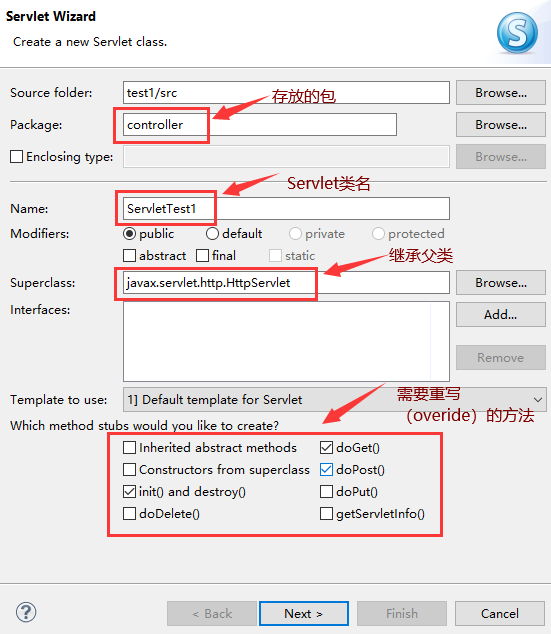 Servlet Wizard
Create a new Servlet class.
S
Source folder: test1/src Browse...
存放的包
Package: controller Browse...
Enclosing type: Browse...
Servlet类名
Name: ServletTest1
Modifiers: public default private protected
abstract final static
继承父类
Superclass: javax.servlet.http.HttpServlet Browse...
Interfaces: Add...
Remove
需要重写
Template to use: 1] Default template for Servlet
（overide）的方法
Which method stubs would you like to create?
Inherited abstract methods doGet()
Constructors from superclass doPost()
init() and destroy() doPut()
doDelete() getServletInfo()
? < Back Next > Finish Cancel